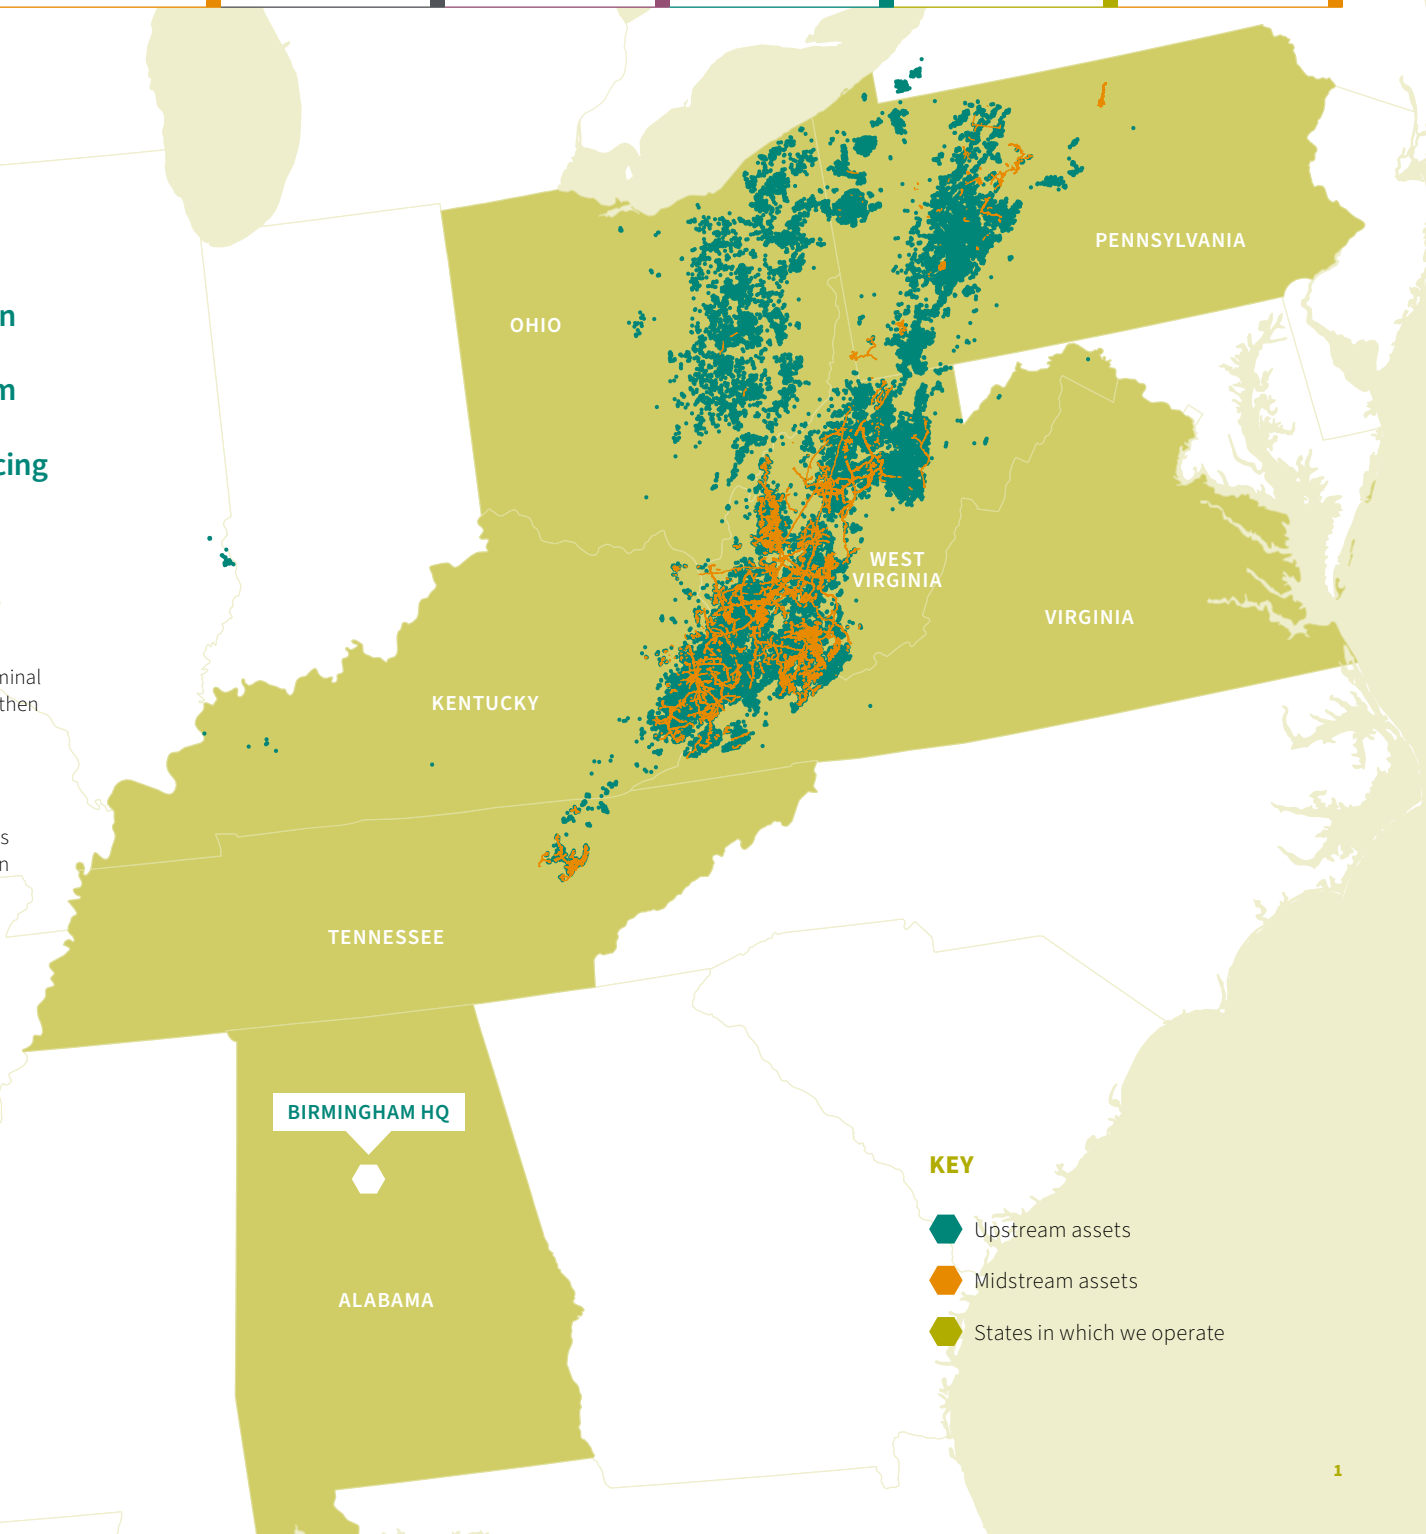 n
m
cing
ninal
then
s
n
PENNSYLVANIA
OHIO
WEST
VIRGINIA
VIRGINIA
KENTUCKY
TENNESSEE
BIRMINGHAM HQ
ALABAMA
KEY
Upstream assets
Midstream assets
States in which we operate
1